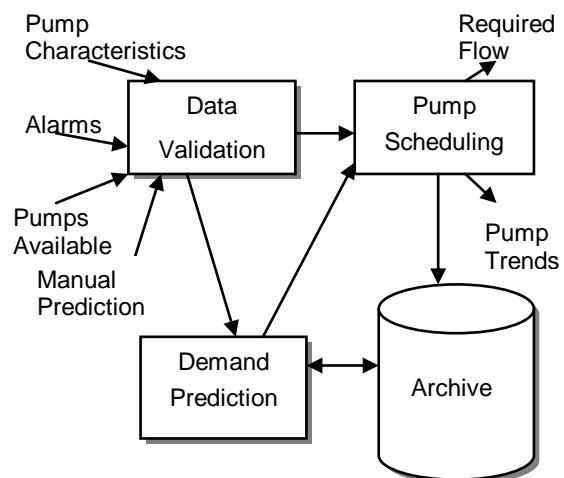 Pump
Characteristics
Required
Flow
Data
Validation
Pump
Scheduling
Alarms
Pumps
Available
Manual
Prediction
Pump
Trends
Demand
Prediction
Archive